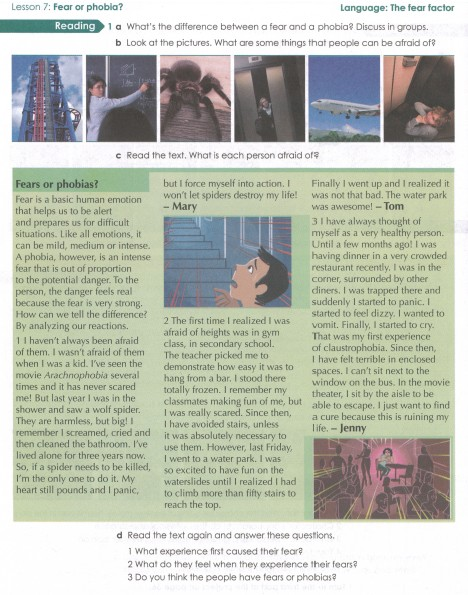 Lesson 7: Fear or phobia?
Language: The fear factor
Reading
1 a What's the difference between a fear and a phobia? Discuss in groups.
b Look at the pictures. What are some things that people can be afraid of?
c Read the text. What is each person afraid of?
Fears or phobias?
Fear is a basic human emotion
that helps us to be alert
and prepares us for difficult
situations. Like all emotions, it
can be mild, medium or intense.
A phobia, however, is an intense
fear that is out of proportion
to the potential danger. To the
person, the danger feels real
because the fear is very strong.
How can we tell the difference?
By analyzing our reactions.
1 I haven't always been afraid
of them. I wasn't afraid of them
when I was a kid. I've seen the
movie Arachnophobia several
times and it has never scared
me! But last year I was in the
shower and saw a wolf spider.
They are harmless, but big! I
remember I screamed, cried and
then cleaned the bathroom. I've
lived alone for three years now.
So, if a spider needs to be killed,
I'm the only one to do it. My
heart still pounds and I panic,
but I force myself into action. I
won't let spiders destroy my life!
– Mary
2 The first time I realized I was
afraid of heights was in gym
class, in secondary school.
The teacher picked me to
demonstrate how easy it was to
hang from a bar. I stood there
totally frozen. I remember my
classmates making fun of me, but
I was really scared. Since then,
I have avoided stairs, unless
it was absolutely necessary to
use them. However, last Friday,
I went to a water park. I was
so excited to have fun on the
waterslides until I realized I had
to climb more than fifty stairs to
reach the top.
Finally I went up and I realized it
was not that bad. The water park
was awesome! – Tom
3 I have always thought of
myself as a very healthy person.
Until a few months ago! I was
having dinner in a very crowded
restaurant recently. I was in the
corner, surrounded by other
diners. I was trapped there and
suddenly I started to panic. I
started to feel dizzy. I wanted to
vomit. Finally, I started to cry.
That was my first experience
of claustrophobia. Since then,
I have felt terrible in enclosed
spaces. I can't sit next to the
window on the bus. In the movie
theater, I sit by the aisle to be
able to escape. I just want to find
a cure because this is ruining my
life. – Jenny
d Read the text again and answer these questions.
1 What experience first caused their fear?
2 What do they feel when they experience their fears?
3 Do you think the people have fears or phobias?